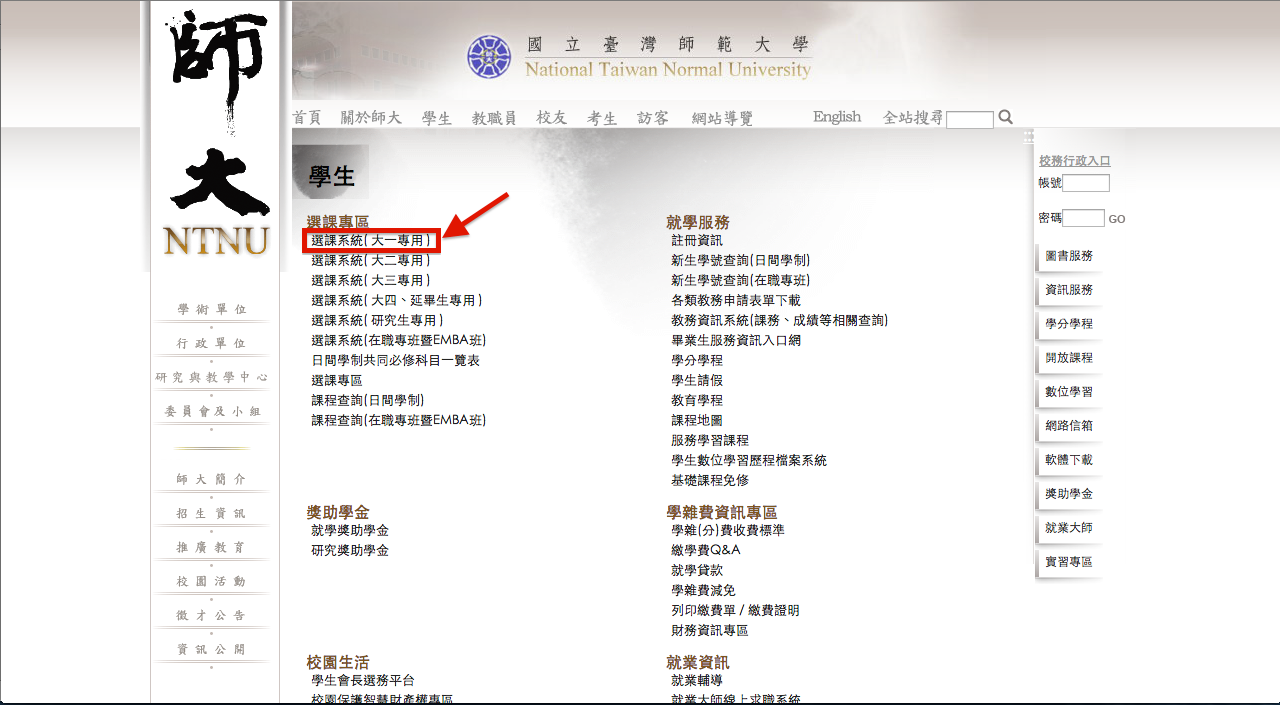 師
大
NTNU
國立臺灣師範大學
National Taiwan Normal University
首頁 關於師大 學生 教職員 校友 考生 訪客 網站導覽 English 全站搜尋
學生
選課專區
選課系統( 大一專用 )
選課系統( 大二專用 )
選課系統( 大三專用 )
選課系統( 大四、延畢生專用 )
選課系統( 研究生專用 )
選課系統(在職專班暨EMBA班)
日間學制共同必修科目一覽表
選課專區
課程查詢(日間學制)
課程查詢(在職專班暨EMBA班)
就學服務
註冊資訊
新生學號查詢(日間學制)
新生學號查詢(在職專班)
各類教務申請表單下載
教務資訊系統(課務、成績等相關查詢)
畢業生服務資訊入口網
學分學程
學生請假
教育學程
課程地圖
服務學習課程
學生數位學習歷程檔案系統
基礎課程免修
獎助學金
就學獎助學金
研究獎助學金
學雜費資訊專區
學雜(分)費收費標準
繳學費Q&A
就學貸款
學雜費減免
列印繳費單 / 繳費證明
財務資訊專區
校園生活
學生會長選務平台
校園保護智慧財產權專區
就業資訊
就業輔導
就業大師線上求職系統
學術單位
行政單位
研究與教學中心
委員會及小組
師大簡介
招生資訊
推廣教育
校園活動
徵才公告
資訊公開
校務行政入口
帳號
密碼 GO
圖書服務
資訊服務
學分學程
開放課程
數位學習
網路信箱
軟體下載
獎助學金
就業大師
實習專區